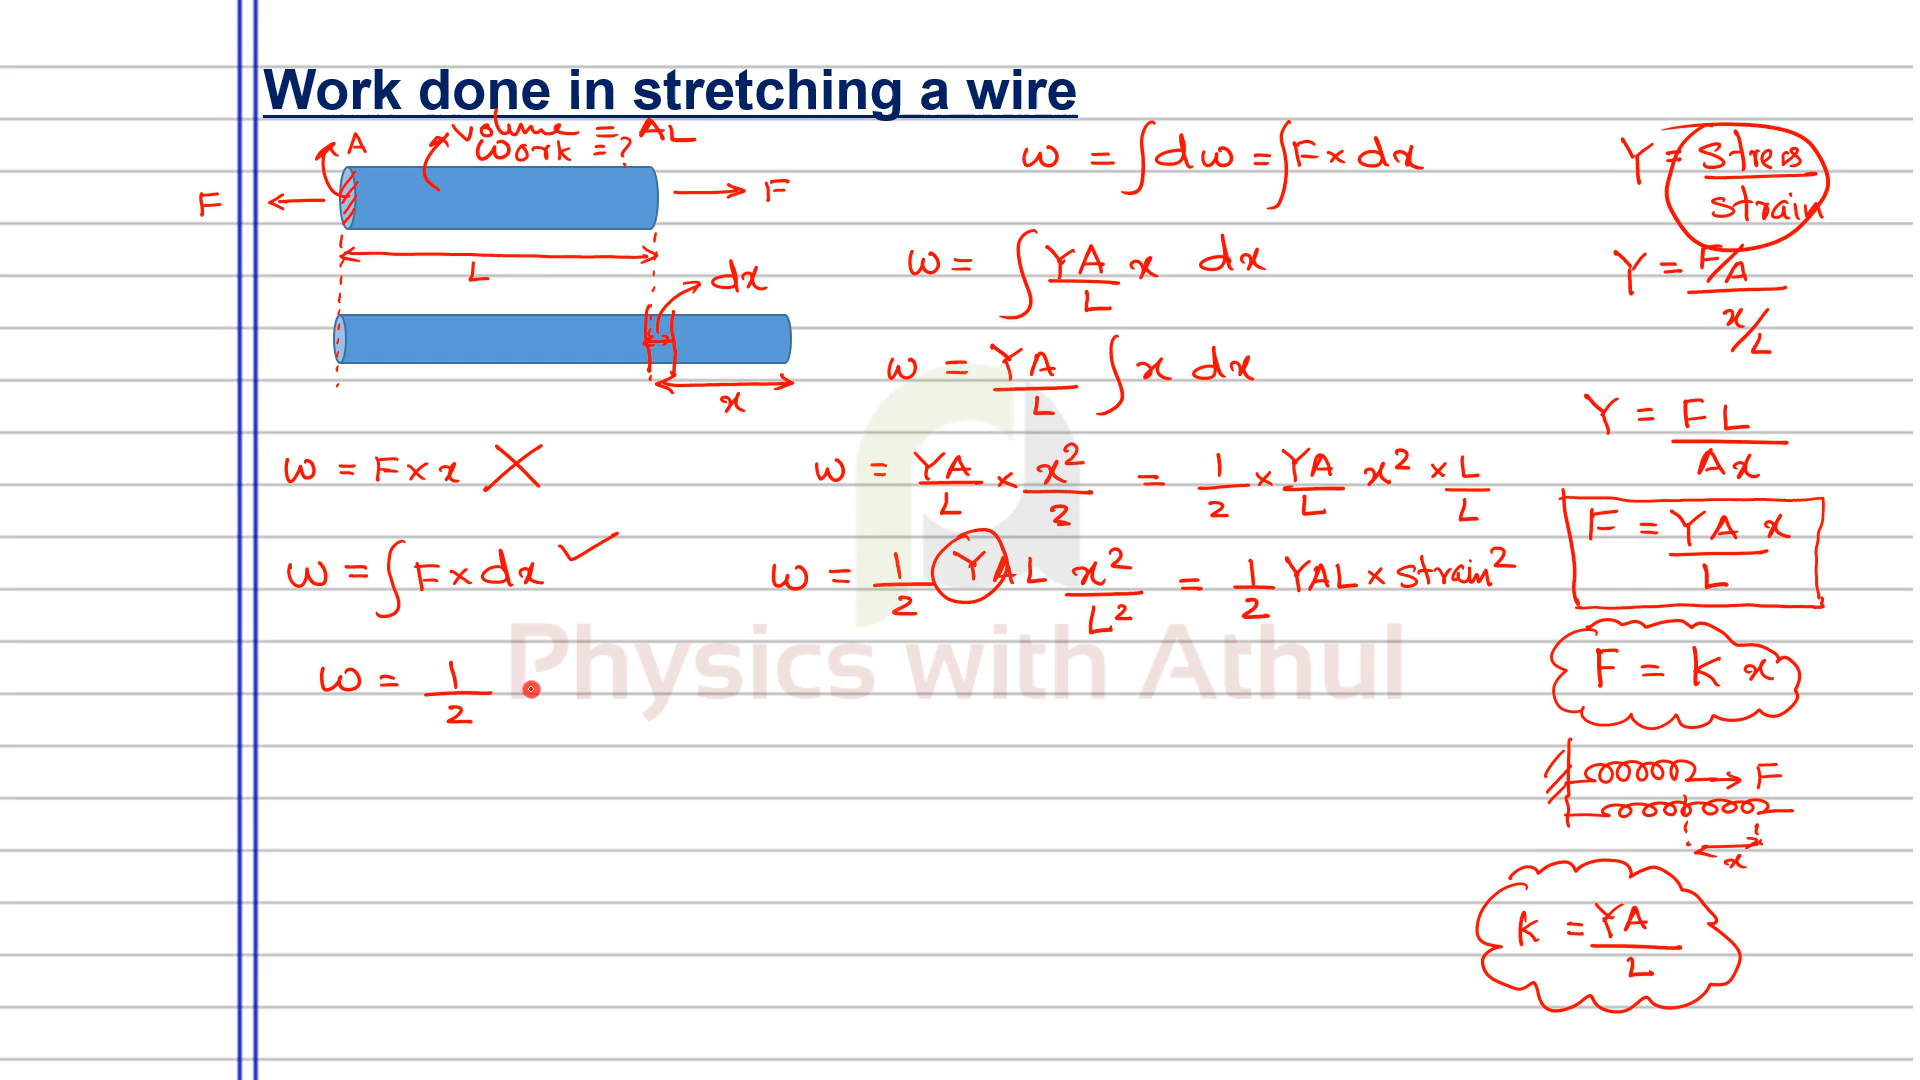 Work done in stretching a wire
A
volume = AL
work = ?
F
F
L
dx
x
W = F × x
W = ∫ F × dx ✓
W = 1/2
W = ∫ dW = ∫ F × dx
W = ∫ YA/L x dx
W = YA/L ∫ x dx
W = YA/L × x²/2 = 1/2 × YA/L x² × L/L
W = 1/2 YAL x²/L² = 1/2 YAL × strain²
Y = stress/strain
Y = F/A / x/L
Y = FL/Ax
F = YAx/L
F = Kx
F
x
K = YA/L
Physics with Athul